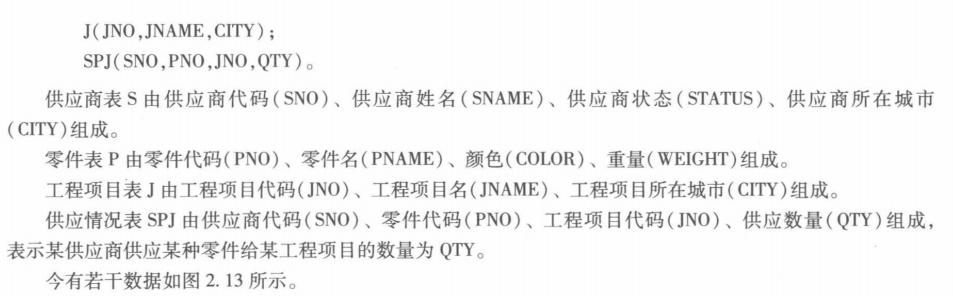 J(JNO,JNAME,CITY);
SPJ(SNO,PNO,JNO,QTY)。
供应商表 S 由供应商代码(SNO)、供应商姓名(SNAME)、供应商状态(STATUS)、供应商所在城市
(CITY)组成。
零件表 P 由零件代码(PNO)、零件名(PNAME)、颜色(COLOR)、重量(WEIGHT)组成。
工程项目表 J 由工程项目代码(JNO)、工程项目名(JNAME)、工程项目所在城市(CITY)组成。
供应情况表 SPJ 由供应商代码(SNO)、零件代码(PNO)、工程项目代码(JNO)、供应数量(QTY)组成,
表示某供应商供应某种零件给某工程项目的数量为 QTY。
今有若干数据如图 2.13 所示。